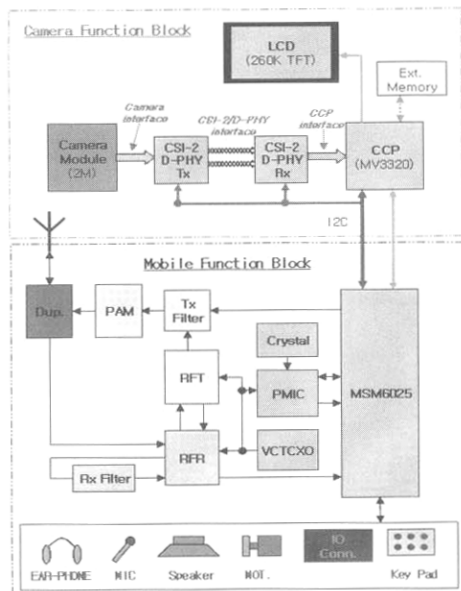 Camera Function Block
LCD
(260K TFT)
Ext.
Memory
Camera
interface
CSI-2/D-PHY
interface
CCP
interface
Camera
Module
(2M)
CSI-2
D-PHY
Tx
CSI-2
D-PHY
Rx
CCP
(MV3320)
I2C
Mobile Function Block
Dup.
PAM
Tx
Filter
Crystal
RFT
PMIC
MSM6025
RFR
VCTCXO
Rx Filter
EAR-PHONE
MIC
Speaker
MOT.
IO
Conn.
Key Pad